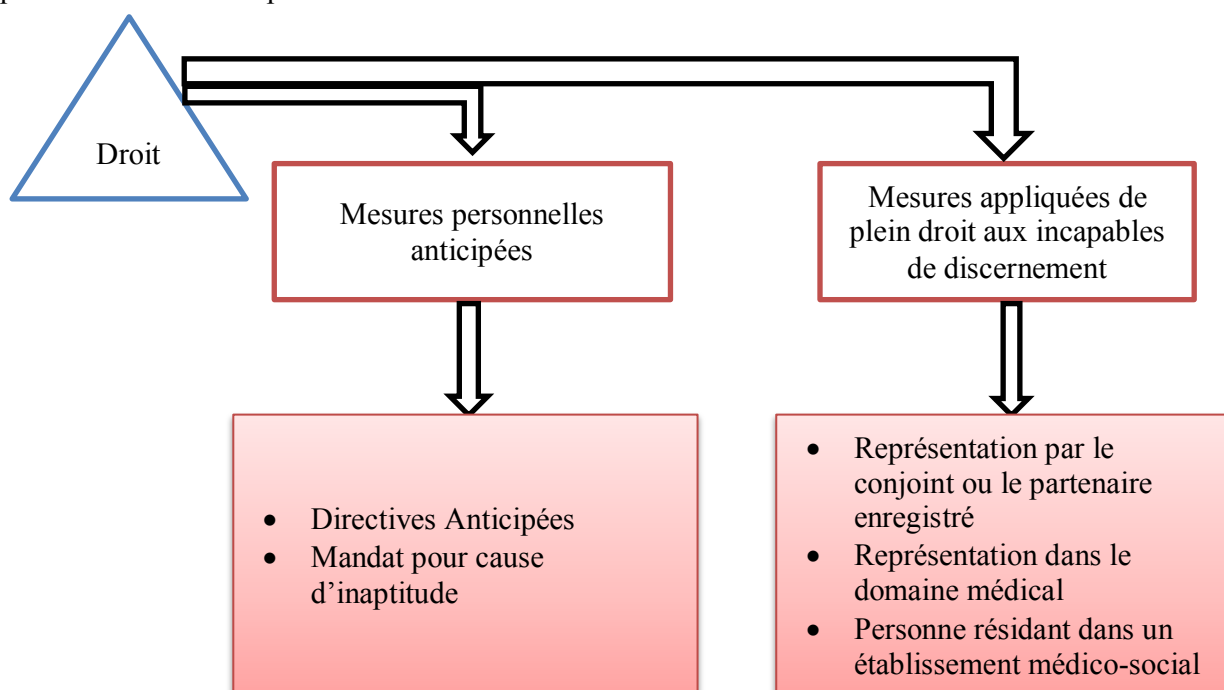 Droit
Mesures personnelles
anticipées
Mesures appliquées de
plein droit aux incapables
de discernement
• Directives Anticipées
• Mandat pour cause
d’inaptitude
• Représentation par le
conjoint ou le partenaire
enregistré
• Représentation dans le
domaine médical
• Personne résidant dans un
établissement médico-social